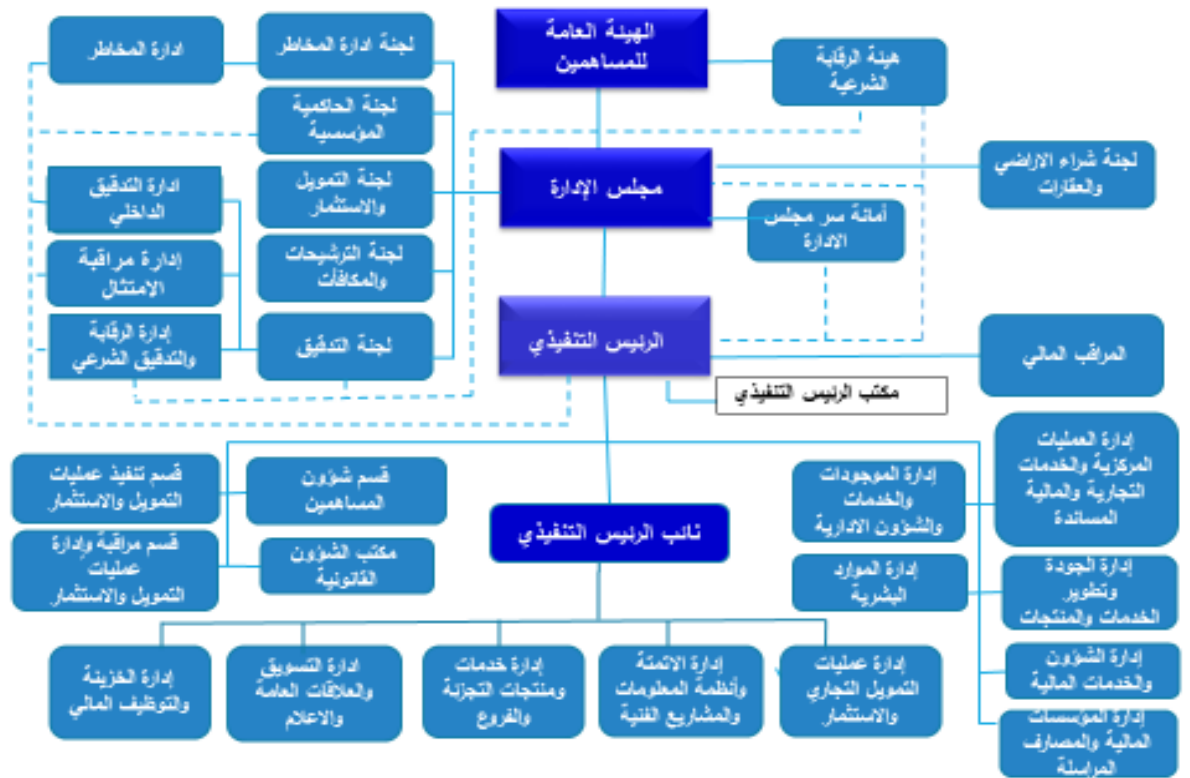 الهيئة العامة
للمساهمين
هيئة الرقابة
الشرعية
لجنة ادارة المخاطر
ادارة المخاطر
لجنة الحاكمية
المؤسسية
مجلس الإدارة
لجنة شراء الاراضي
والعقارات
لجنة التمويل
والاستثمار
ادارة التدقيق
الداخلي
أمانة سر مجلس
الادارة
لجنة الترشيحات
والمكافآت
إدارة مراقبة
الإمتثال
الرئيس التنفيذي
المراقب المالي
لجنة التدقيق
إدارة الرقابة
والتدقيق الشرعي
مكتب الرئيس التنفيذي
إدارة العمليات
المركزية والخدمات
التجارية والمالية
المساندة
إدارة الموجودات
والخدمات
والشؤون الادارية
قسم شؤون
المساهمين
قسم تنفيذ عمليات
التمويل والاستثمار
نائب الرئيس التنفيذي
إدارة الجودة
وتطوير
الخدمات والمنتجات
إدارة الموارد
البشرية
مكتب الشؤون
القانونية
قسم مراقبة وإدارة
عمليات
التمويل والاستثمار
إدارة الشؤون
والخدمات المالية
إدارة المؤسسات
المالية والمصارف
المراسلة
إدارة عمليات
التمويل التجاري
والاستثمار
إدارة الاتمتة
وأنظمة المعلومات
والمشاريع الفنية
إدارة خدمات
ومنتجات التجزئة
والفروع
ادارة التسويق
والعلاقات العامة
والاعلام
إدارة الخزينة
والتوظيف المالي